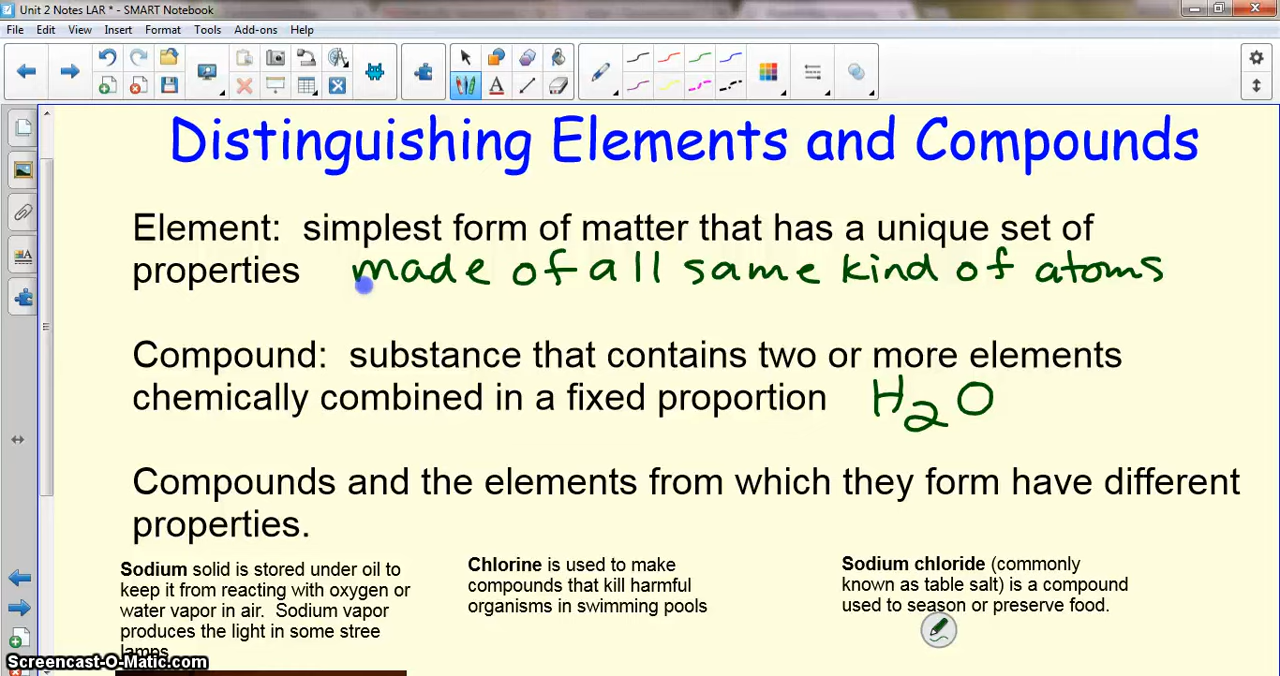 Unit 2 Notes LAR * - SMART Notebook
File Edit View Insert Format Tools Add-ons Help
Distinguishing Elements and Compounds
Element: simplest form of matter that has a unique set of
properties made of all same kind of atoms
Compound: substance that contains two or more elements
chemically combined in a fixed proportion H2O
Compounds and the elements from which they form have different
properties.
Sodium solid is stored under oil to
keep it from reacting with oxygen or
water vapor in air. Sodium vapor
produces the light in some stree
lamps
Chlorine is used to make
compounds that kill harmful
organisms in swimming pools
Sodium chloride (commonly
known as table salt) is a compound
used to season or preserve food.
Screencast-O-Matic.com